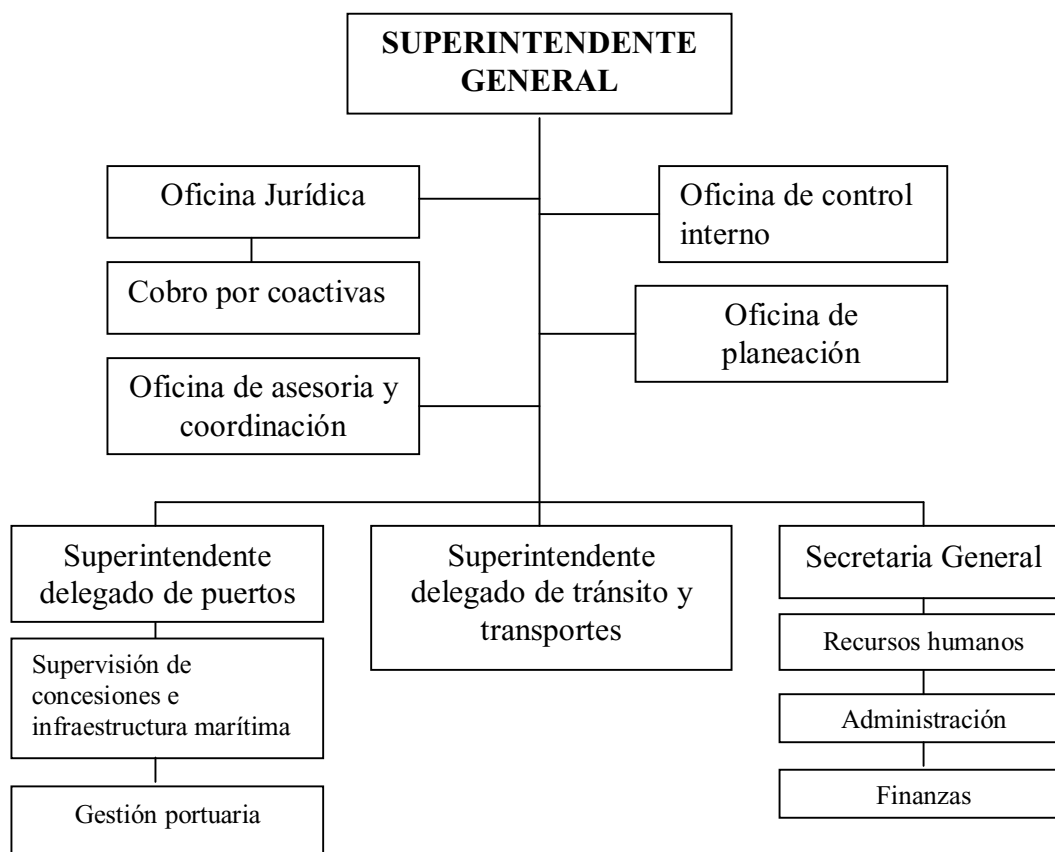 SUPERINTENDENTE
GENERAL
Oficina Jurídica
Oficina de control
interno
Cobro por coactivas
Oficina de
planeación
Oficina de asesoria y
coordinación
Superintendente
delegado de puertos
Superintendente
delegado de tránsito y
transportes
Secretaria General
Supervisión de
concesiones e
infraestructura marítima
Recursos humanos
Administración
Gestión portuaria
Finanzas